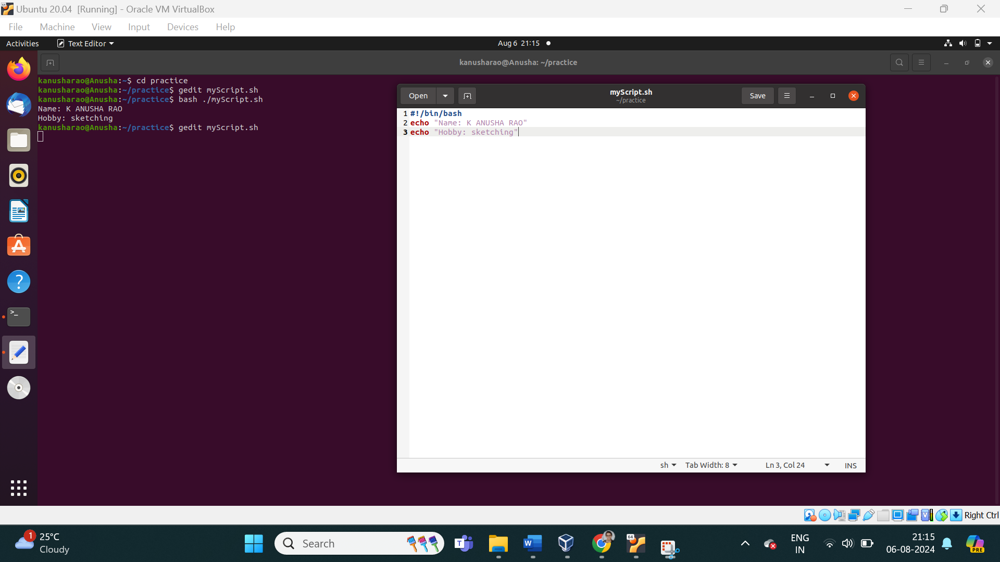 Ubuntu 20.04 [Running] - Oracle VM VirtualBox
File Machine View Input Devices Help
Activities Text Editor Aug 6 21:15
kanusharao@Anusha: ~/practice
kanusharao@Anusha:~$ cd practice
kanusharao@Anusha:~/practice$ gedit myScript.sh
kanusharao@Anusha:~/practice$ bash ./myScript.sh
Name: K ANUSHA RAO
Hobby: sketching
kanusharao@Anusha:~/practice$ gedit myScript.sh
Open myScript.sh Save
~/practice
1 #!/bin/bash
2 echo "Name: K ANUSHA RAO"
3 echo "Hobby: sketching"
sh Tab Width: 8 Ln 3, Col 24 INS
Right Ctrl
1 25°C
Cloudy
Search
T
W
64
ENG
IN
21:15
06-08-2024
PRE